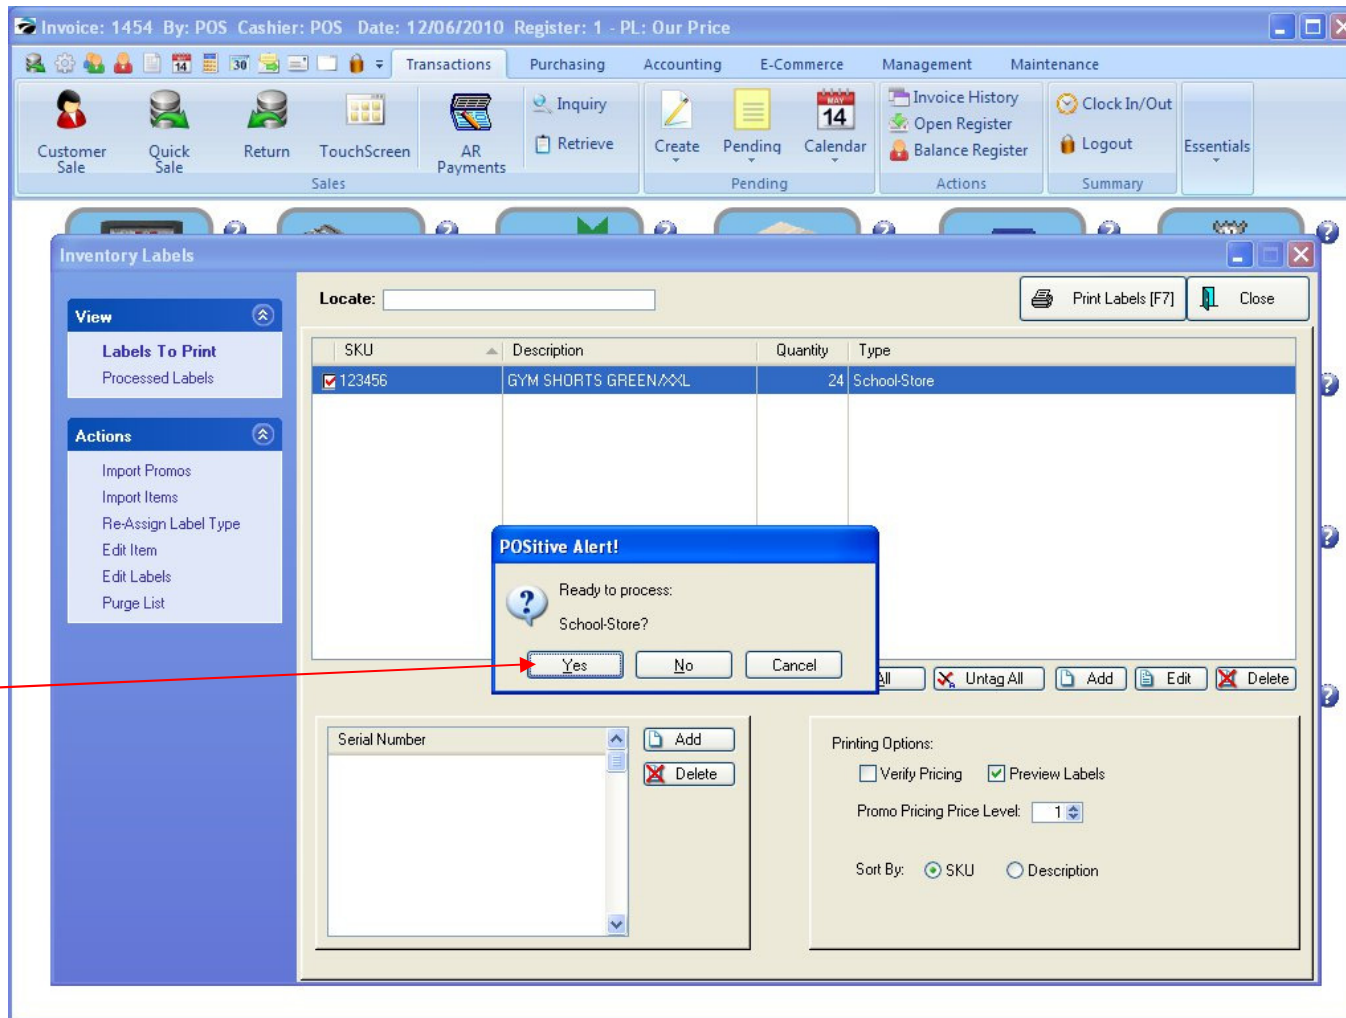 Invoice: 1454 By: POS Cashier: POS Date: 12/06/2010 Register: 1 - PL: Our Price
14 30 Transactions Purchasing Accounting E-Commerce Management Maintenance
Customer Sale
Quick Sale
Return
TouchScreen
AR Payments
Inquiry
Retrieve
Sales
Create
Pending
MAY 14
Calendar
Pending
Invoice History
Open Register
Balance Register
Actions
Clock In/Out
Logout
Summary
Essentials
Inventory Labels
View
Labels To Print
Processed Labels
Actions
Import Promos
Import Items
Re-Assign Label Type
Edit Item
Edit Labels
Purge List
Locate:
Print Labels [F7]
Close
SKU Description Quantity Type
123456 GYM SHORTS GREEN/XXL 24 School-Store
POSitive Alert!
Ready to process:
School-Store?
Yes No Cancel
All Untag All Add Edit Delete
Serial Number
Add
Delete
Printing Options:
Verify Pricing Preview Labels
Promo Pricing Price Level: 1
Sort By: SKU Description